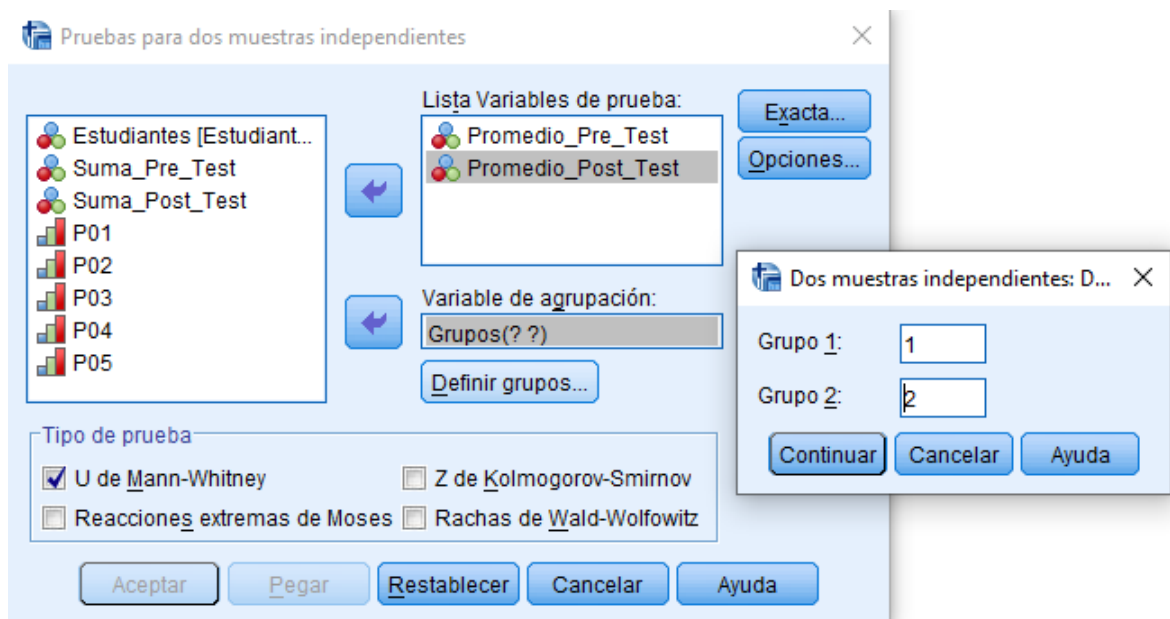 Pruebas para dos muestras independientes
Estudiantes [Estudiant...
Suma_Pre_Test
Suma_Post_Test
P01
P02
P03
P04
P05
Lista Variables de prueba:
Promedio_Pre_Test
Promedio_Post_Test
Variable de agrupación:
Grupos(? ?)
Definir grupos...
Exacta...
Opciones...
Tipo de prueba
U de Mann-Whitney
Z de Kolmogorov-Smirnov
Reacciones extremas de Moses
Rachas de Wald-Wolfowitz
Aceptar
Pegar
Restablecer
Cancelar
Ayuda
Dos muestras independientes: D...
Grupo 1:
1
Grupo 2:
2
Continuar
Cancelar
Ayuda